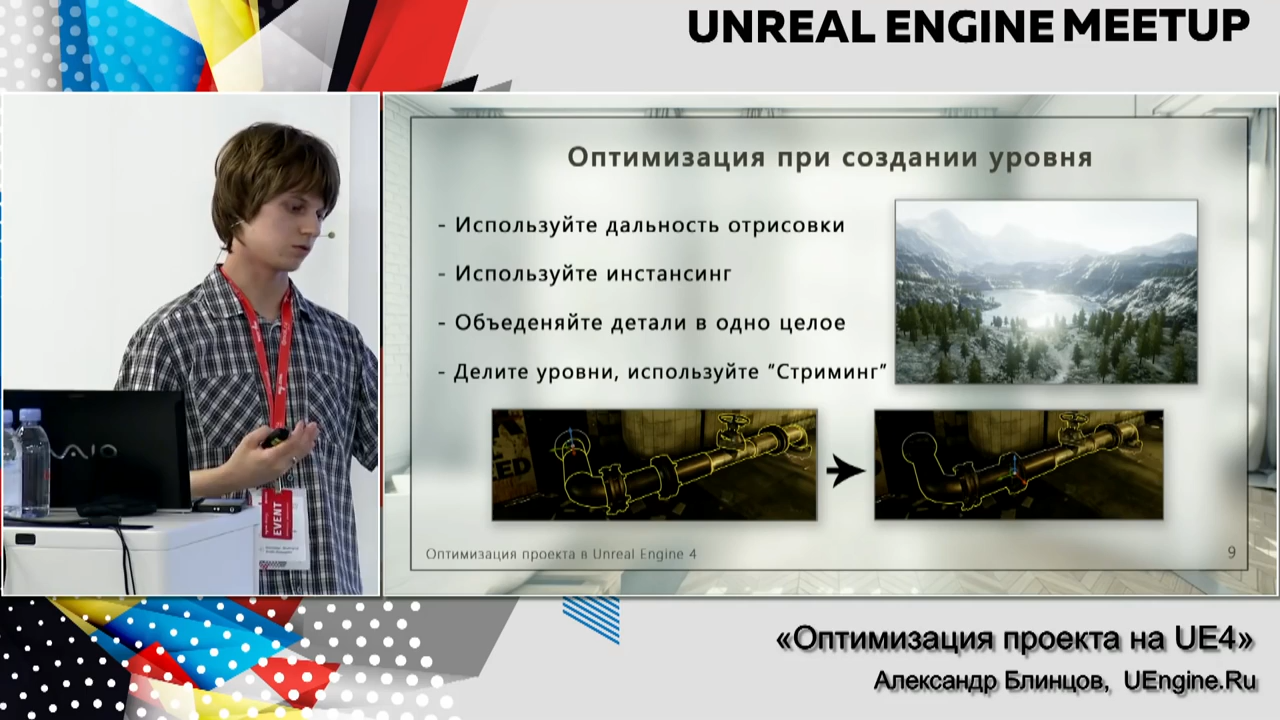 UNREAL ENGINE MEETUP
Оптимизация при создании уровня
- Используйте дальность отрисовки
- Используйте инстансинг
- Объеденяйте детали в одно целое
- Делите уровни, используйте “Стриминг”
Оптимизация проекта в Unreal Engine 4
9
VAIO
EVENT
«Оптимизация проекта на UE4»
Александр Блинцов, UEngine.Ru